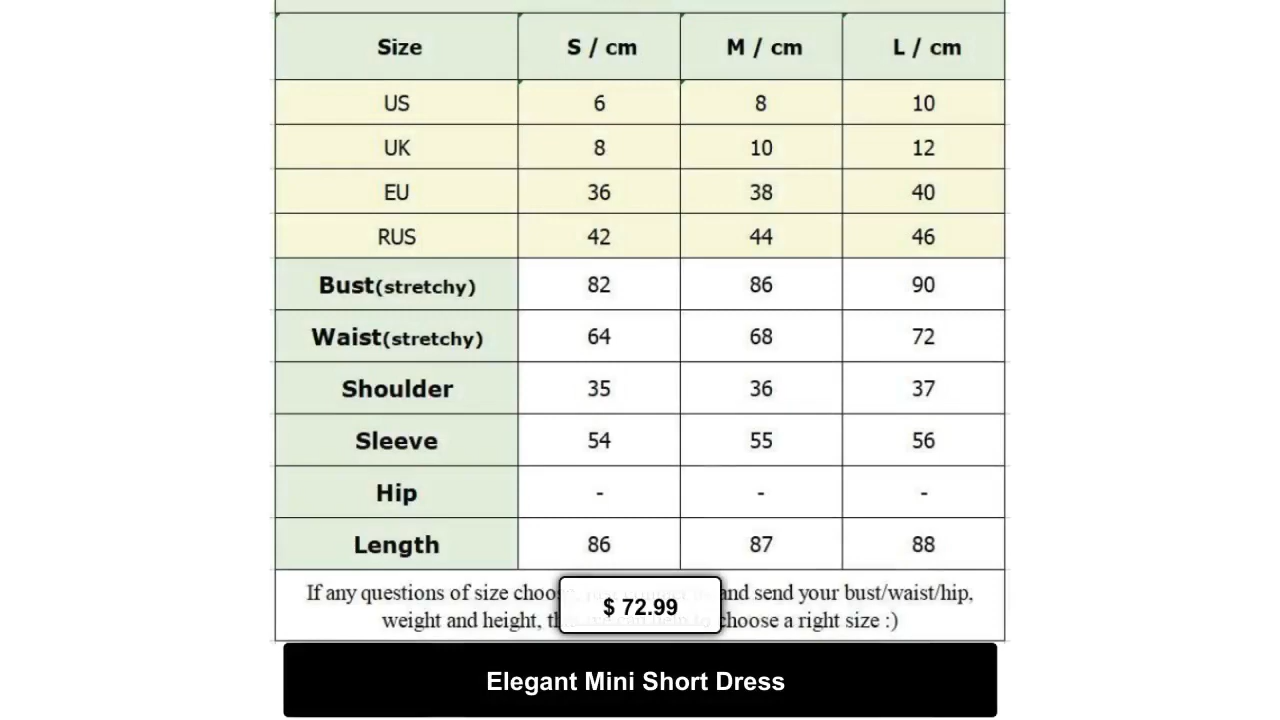 Size S / cm M / cm L / cm
US 6 8 10
UK 8 10 12
EU 36 38 40
RUS 42 44 46
Bust(stretchy) 82 86 90
Waist(stretchy) 64 68 72
Shoulder 35 36 37
Sleeve 54 55 56
Hip - - -
Length 86 87 88
If any questions of size and send your bust/waist/hip,
weight and height, choose a right size :)
$ 72.99
Elegant Mini Short Dress